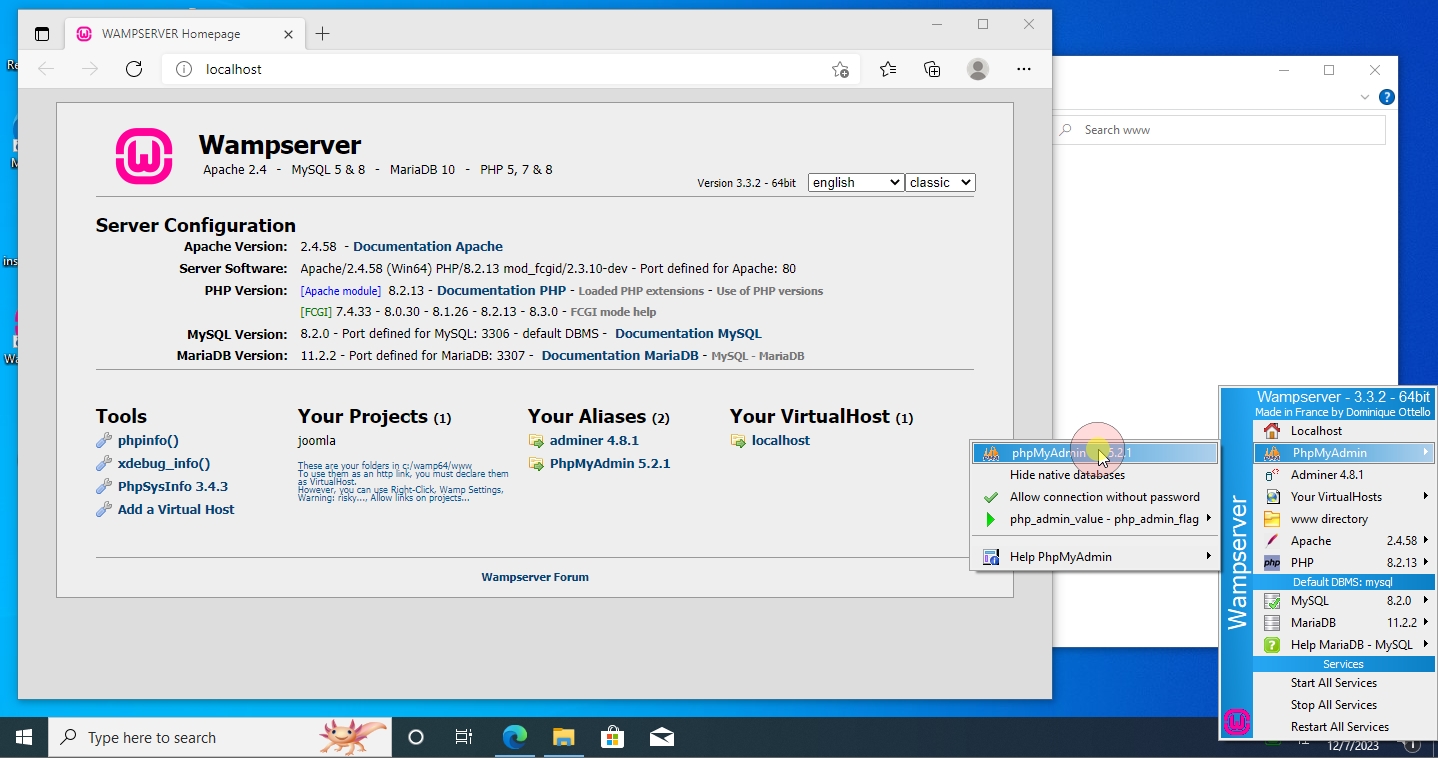 WAMPSERVER Homepage
localhost
Wampserver
Apache 2.4 - MySQL 5 & 8 - MariaDB 10 - PHP 5, 7 & 8
Version 3.3.2 - 64bit english classic
Server Configuration
Apache Version: 2.4.58 - Documentation Apache
Server Software: Apache/2.4.58 (Win64) PHP/8.2.13 mod_fcgid/2.3.10-dev - Port defined for Apache: 80
PHP Version: [Apache module] 8.2.13 - Documentation PHP - Loaded PHP extensions - Use of PHP versions
[FCGI] 7.4.33 - 8.0.30 - 8.1.26 - 8.2.13 - 8.3.0 - FCGI mode help
MySQL Version: 8.2.0 - Port defined for MySQL: 3306 - default DBMS - Documentation MySQL
MariaDB Version: 11.2.2 - Port defined for MariaDB: 3307 - Documentation MariaDB - MySQL - MariaDB
Tools
phpinfo()
xdebug_info()
PhpSysInfo 3.4.3
Add a Virtual Host
Your Projects (1)
joomla
These are your folders in c:/wamp64/www
To use them as an http link, you must declare them
as VirtualHost.
However, you can use Right-Click, Wamp Settings,
Warning: risky..., Allow links on projects...
Your Aliases (2)
adminer 4.8.1
PhpMyAdmin 5.2.1
Your VirtualHost (1)
localhost
Wampserver Forum
Search www
phpMyAdmin 5.2.1
Hide native databases
Allow connection without password
php_admin_value - php_admin_flag
Help PhpMyAdmin
Wampserver
Wampserver - 3.3.2 - 64bit
Made in France by Dominique Ottello
Localhost
PhpMyAdmin
Adminer 4.8.1
Your VirtualHosts
www directory
Apache 2.4.58
PHP 8.2.13
Default DBMS: mysql
MySQL 8.2.0
MariaDB 11.2.2
Help MariaDB - MySQL
Services
Start All Services
Stop All Services
Restart All Services
Type here to search
12/7/2023
1